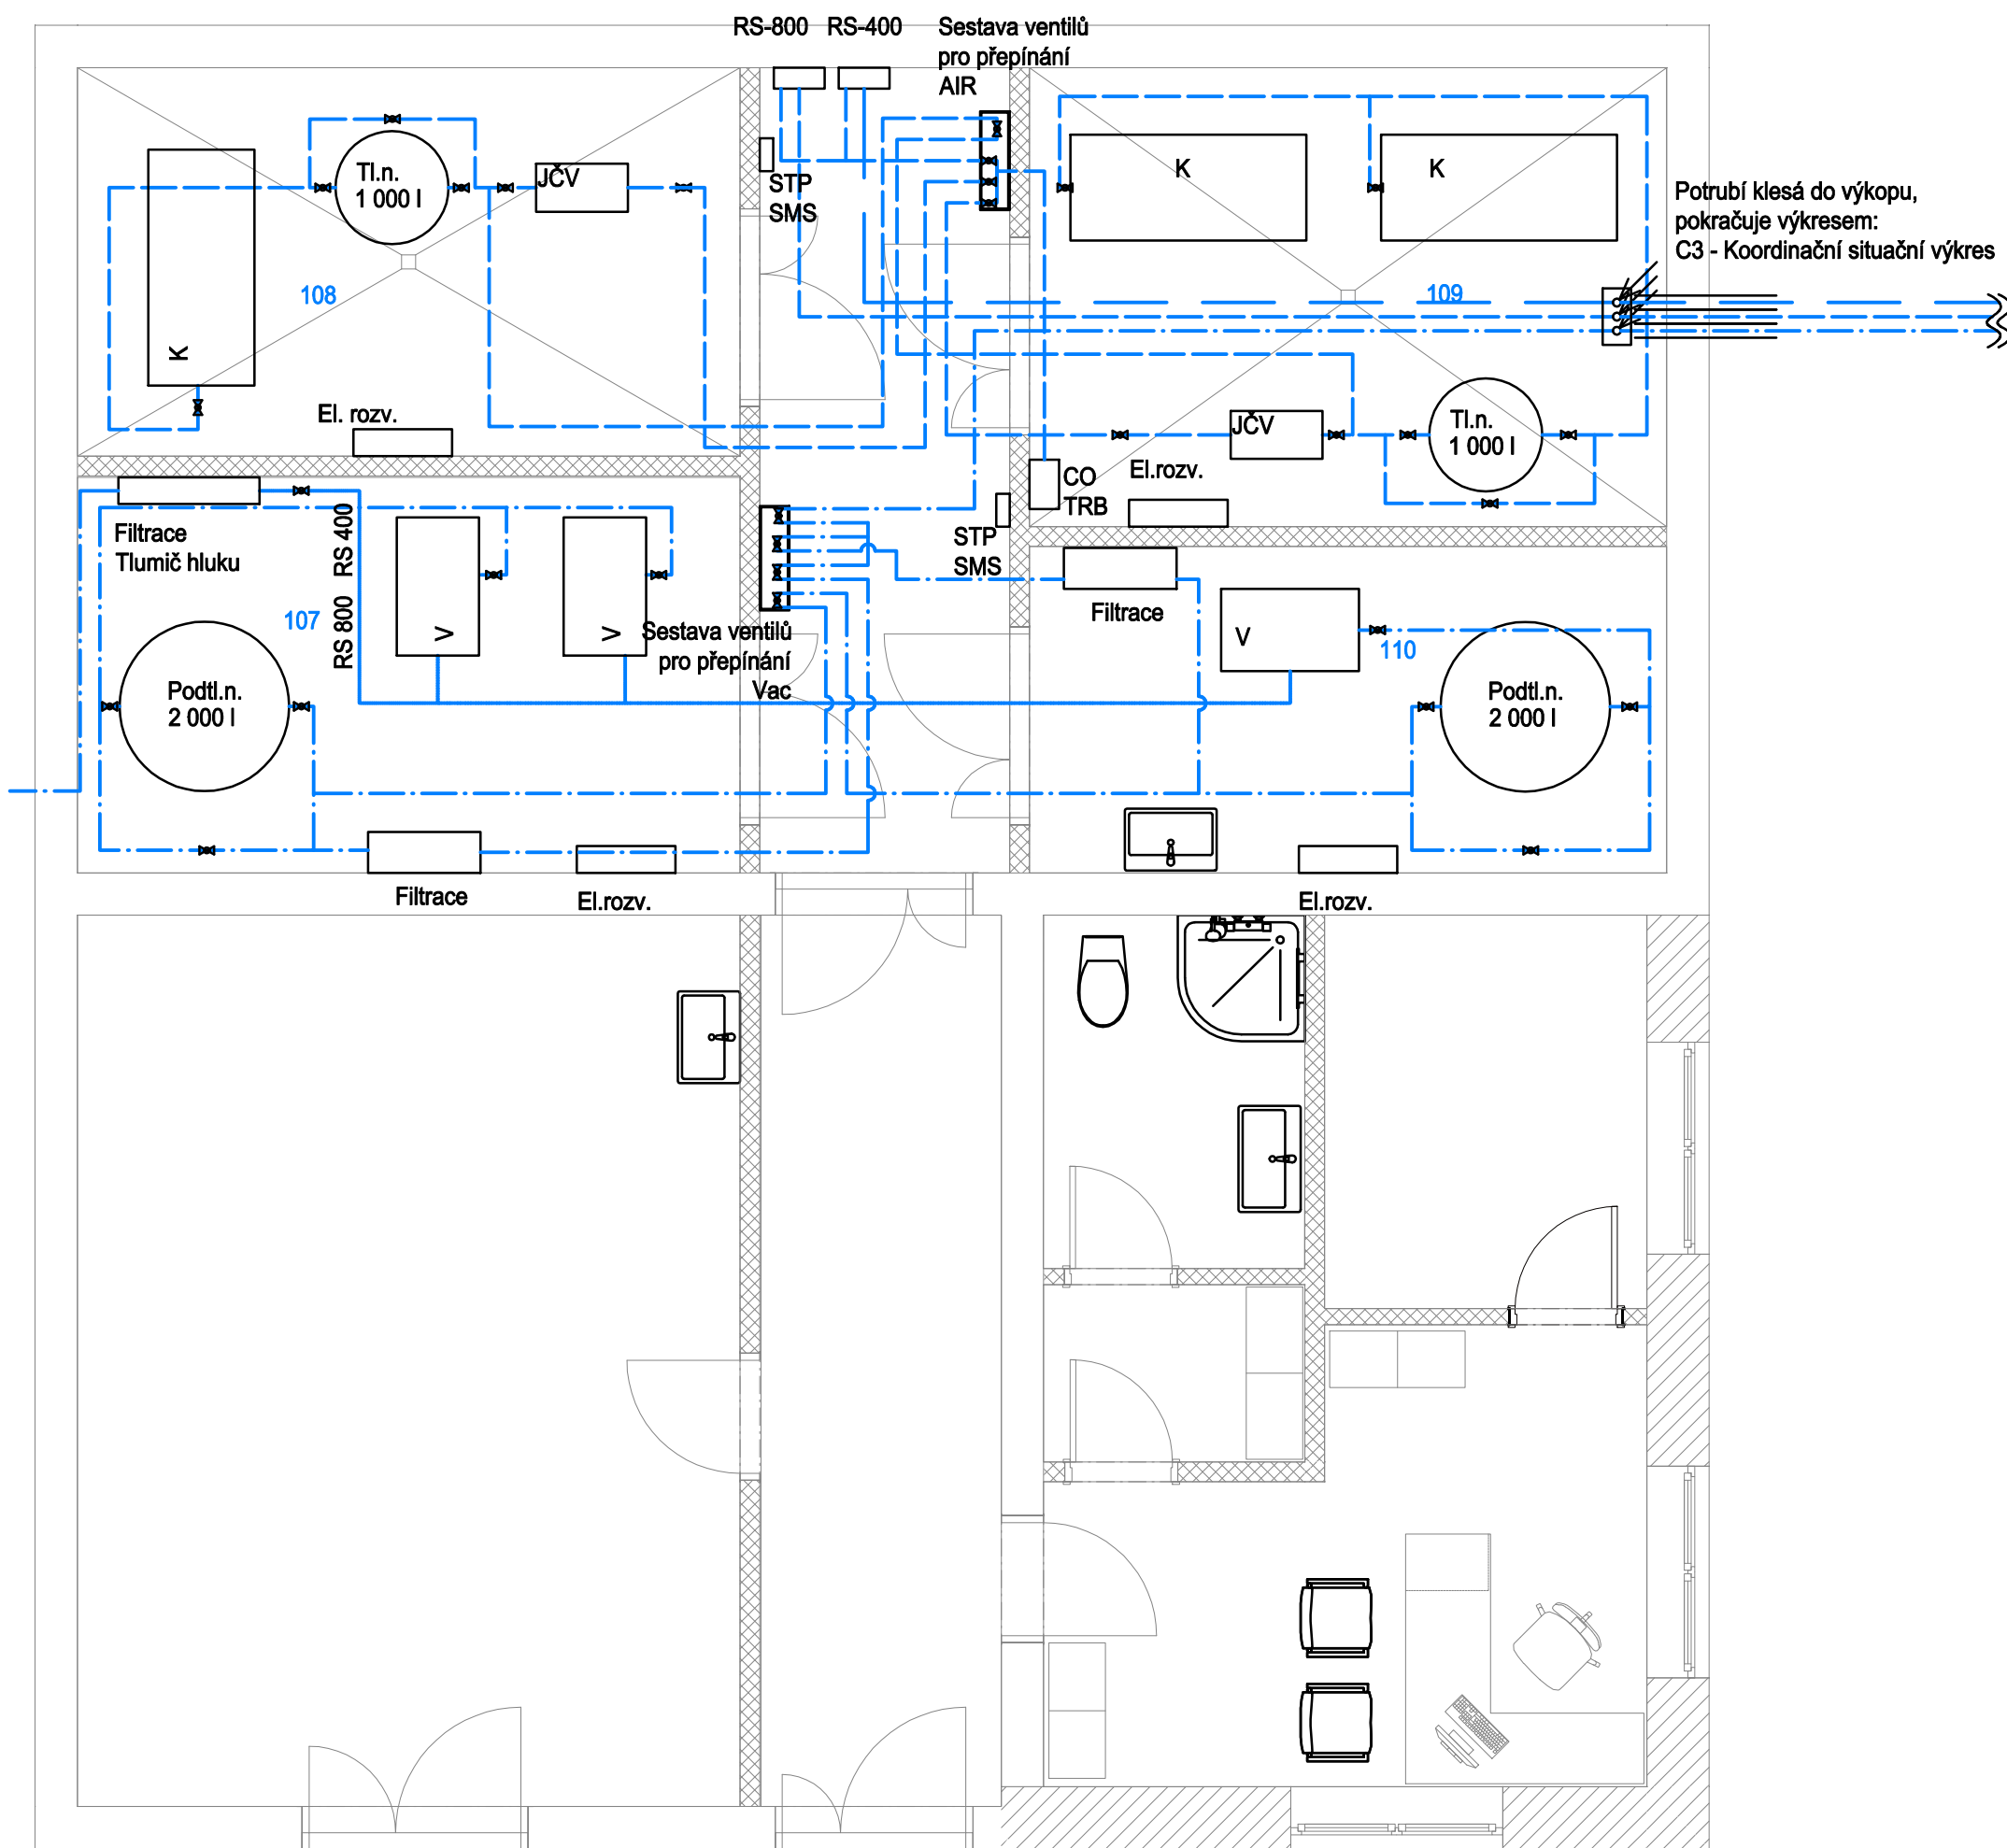 RS-800
RS-400
Sestava ventilů
pro přepínání
AIR
Tl.n.
1 000 l
JČV
STP
SMS
K
K
Potrubí klesá do výkopu,
pokračuje výkresem:
C3 - Koordinační situační výkres
108
109
K
El. rozv.
JČV
Tl.n.
1 000 l
El.rozv.
CO
TRB
Filtrace
Tlumič hluku
RS 800 RS 400
STP
SMS
Filtrace
107
V
V
Sestava ventilů
pro přepínání
Vac
V
110
Podtl.n.
2 000 l
Podtl.n.
2 000 l
Filtrace
El.rozv.
El.rozv.